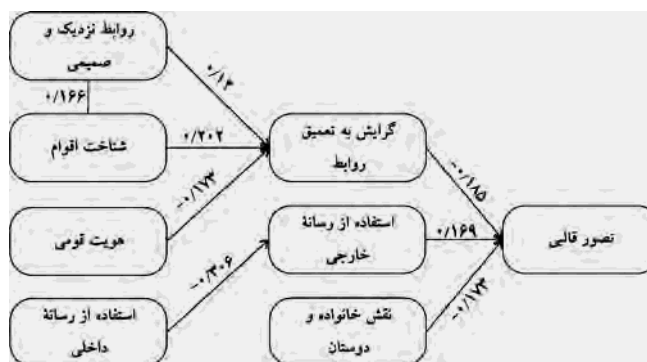 روابط نزدیک و
صمیمی
۰/۱۳
۰/۱۶۶
شناخت اقوام
۰/۲۰۲
گرایش به تعمیق
روابط
-۰/۱۷۳
-۰/۱۸۵
هویت قومی
استفاده از رسانهٔ
خارجی
۰/۱۶۹
تصور قالبی
-۰/۳۰۶
-۰/۱۷۳
استفاده از رسانهٔ
داخلی
نقش خانواده و
دوستان